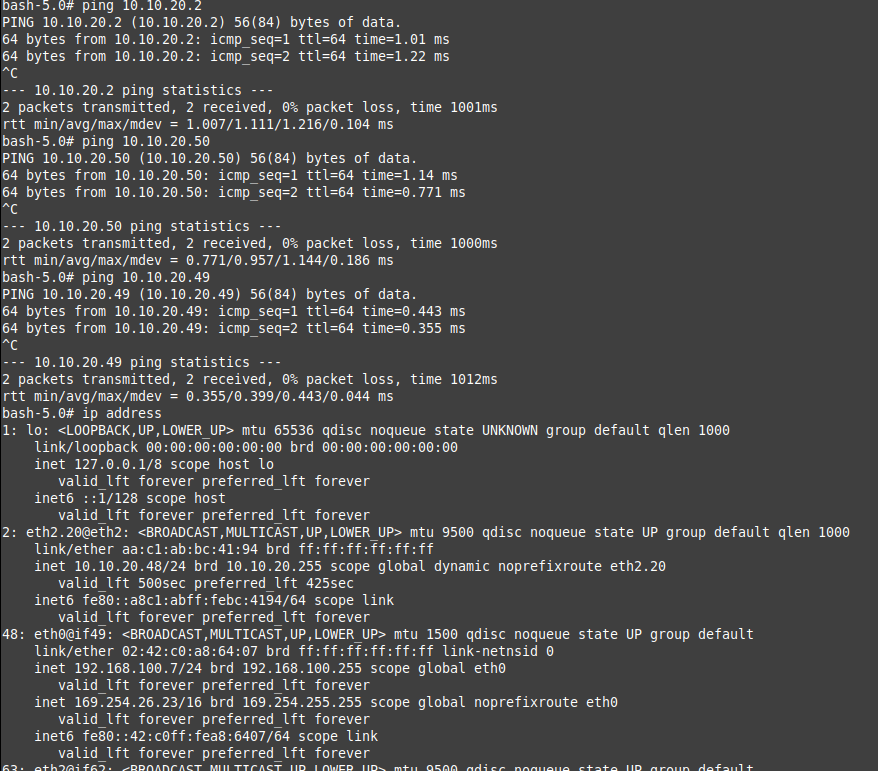 bash-5.0# ping 10.10.20.2
PING 10.10.20.2 (10.10.20.2) 56(84) bytes of data.
64 bytes from 10.10.20.2: icmp_seq=1 ttl=64 time=1.01 ms
64 bytes from 10.10.20.2: icmp_seq=2 ttl=64 time=1.22 ms
^C
--- 10.10.20.2 ping statistics ---
2 packets transmitted, 2 received, 0% packet loss, time 1001ms
rtt min/avg/max/mdev = 1.007/1.111/1.216/0.104 ms
bash-5.0# ping 10.10.20.50
PING 10.10.20.50 (10.10.20.50) 56(84) bytes of data.
64 bytes from 10.10.20.50: icmp_seq=1 ttl=64 time=1.14 ms
64 bytes from 10.10.20.50: icmp_seq=2 ttl=64 time=0.771 ms
^C
--- 10.10.20.50 ping statistics ---
2 packets transmitted, 2 received, 0% packet loss, time 1000ms
rtt min/avg/max/mdev = 0.771/0.957/1.144/0.186 ms
bash-5.0# ping 10.10.20.49
PING 10.10.20.49 (10.10.20.49) 56(84) bytes of data.
64 bytes from 10.10.20.49: icmp_seq=1 ttl=64 time=0.443 ms
64 bytes from 10.10.20.49: icmp_seq=2 ttl=64 time=0.355 ms
^C
--- 10.10.20.49 ping statistics ---
2 packets transmitted, 2 received, 0% packet loss, time 1012ms
rtt min/avg/max/mdev = 0.355/0.399/0.443/0.044 ms
bash-5.0# ip address
1: lo: <LOOPBACK,UP,LOWER_UP> mtu 65536 qdisc noqueue state UNKNOWN group default qlen 1000
    link/loopback 00:00:00:00:00:00 brd 00:00:00:00:00:00
    inet 127.0.0.1/8 scope host lo
       valid_lft forever preferred_lft forever
    inet6 ::1/128 scope host
       valid_lft forever preferred_lft forever
2: eth2.20@eth2: <BROADCAST,MULTICAST,UP,LOWER_UP> mtu 9500 qdisc noqueue state UP group default qlen 1000
    link/ether aa:c1:ab:bc:41:94 brd ff:ff:ff:ff:ff:ff
    inet 10.10.20.48/24 brd 10.10.20.255 scope global dynamic noprefixroute eth2.20
       valid_lft 500sec preferred_lft 425sec
    inet6 fe80::a8c1:abff:febc:4194/64 scope link
       valid_lft forever preferred_lft forever
48: eth0@if49: <BROADCAST,MULTICAST,UP,LOWER_UP> mtu 1500 qdisc noqueue state UP group default
    link/ether 02:42:c0:a8:64:07 brd ff:ff:ff:ff:ff:ff link-netnsid 0
    inet 192.168.100.7/24 brd 192.168.100.255 scope global eth0
       valid_lft forever preferred_lft forever
    inet 169.254.26.23/16 brd 169.254.255.255 scope global noprefixroute eth0
       valid_lft forever preferred_lft forever
    inet6 fe80::42:c0ff:fea8:6407/64 scope link
       valid_lft forever preferred_lft forever
63: eth2@if62: <BROADCAST,MULTICAST,UP,LOWER_UP> mtu 9500 qdisc noqueue state UP group default